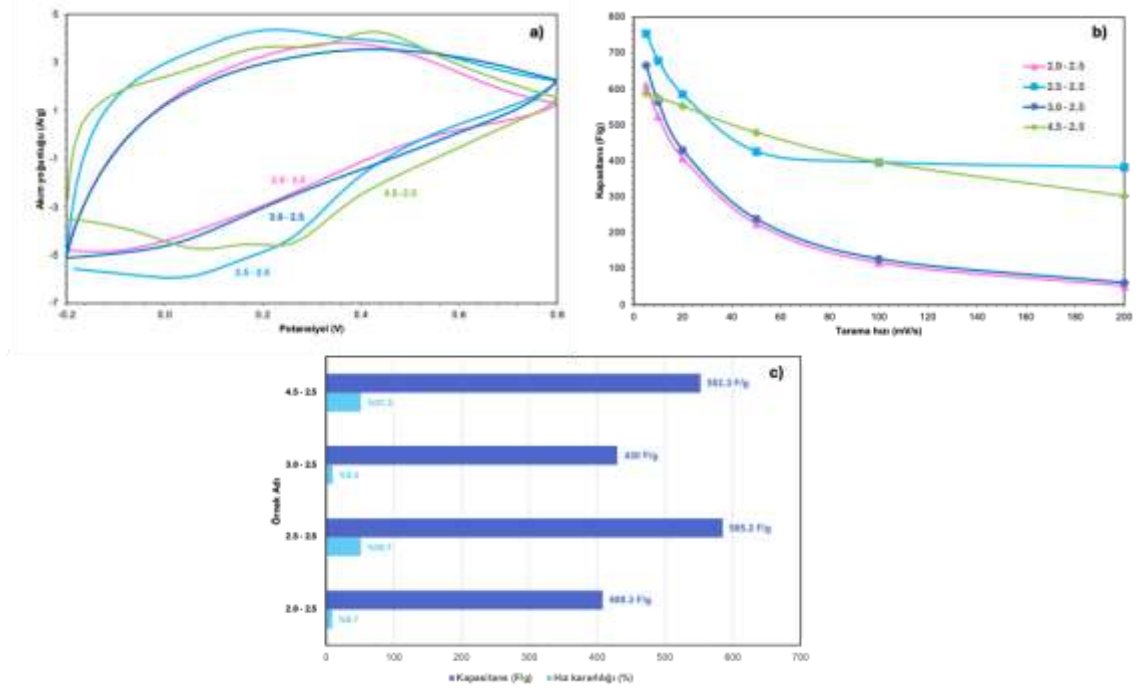 a)
Akım yoğunluğu (A/g)
5
3
1
-1
-3
-5
-7
-0.2
0.0
0.2
0.4
0.6
0.8
Potansiyel (V)
3.0 - 2.5
4.5 - 2.5
2.5 - 2.5
b)
Kapasitans (F/g)
800
700
600
500
400
300
200
100
0
0
20
40
60
80
100
120
140
160
180
200
Tarama hızı (mV/s)
2.0 - 2.5
2.5 - 2.5
3.0 - 2.5
4.5 - 2.5
c)
Örnek Adı
4.5 - 2.5
3.0 - 2.5
430 F/g
2.5 - 2.5
585.2 F/g
2.0 - 2.5
0
100
200
300
400
500
600
700
Kapasitans (F/g)
Hız kararlılığı (%)